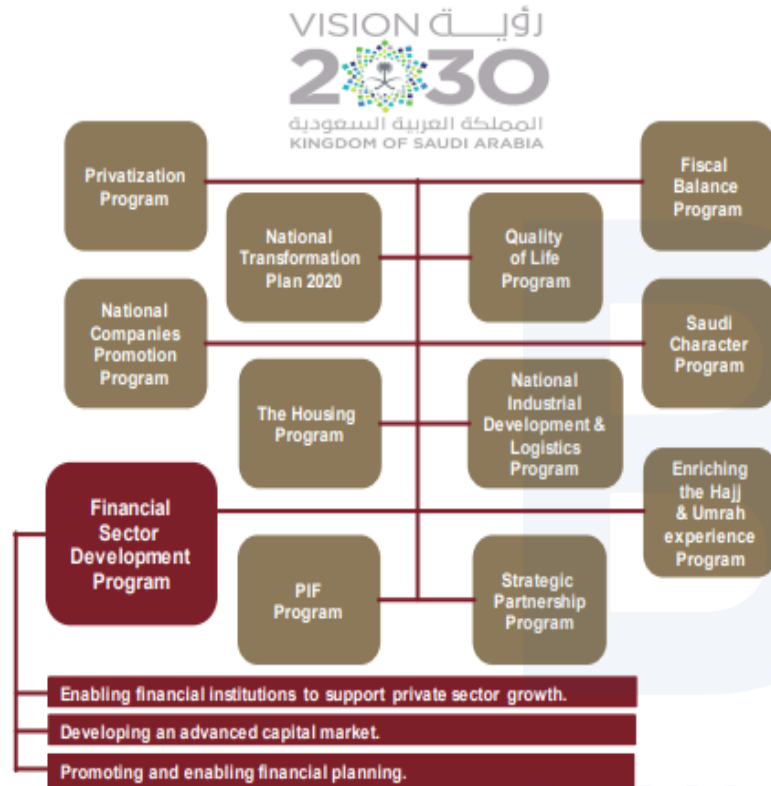 VISION رؤيــة
2030
المملكة العربية السعودية
KINGDOM OF SAUDI ARABIA
Privatization
Program
Fiscal
Balance
Program
National
Transformation
Plan 2020
Quality
of Life
Program
National
Companies
Promotion
Program
Saudi
Character
Program
The Housing
Program
National
Industrial
Development &
Logistics
Program
Financial
Sector
Development
Program
Enriching
the Hajj
& Umrah
experience
Program
PIF
Program
Strategic
Partnership
Program
Enabling financial institutions to support private sector growth.
Developing an advanced capital market.
Promoting and enabling financial planning.